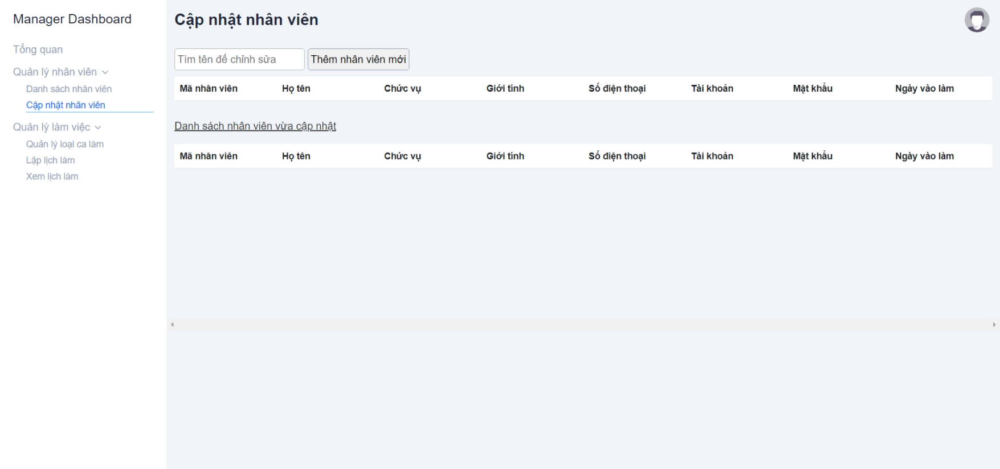 Manager Dashboard
Tổng quan
Quản lý nhân viên
Danh sách nhân viên
Cập nhật nhân viên
Quản lý làm việc
Quản lý loại ca làm
Lập lịch làm
Xem lịch làm
Cập nhật nhân viên
Tìm tên để chỉnh sửa Thêm nhân viên mới
Mã nhân viên Họ tên Chức vụ Giới tính Số điện thoại Tài khoản Mật khẩu Ngày vào làm
Danh sách nhân viên vừa cập nhật
Mã nhân viên Họ tên Chức vụ Giới tính Số điện thoại Tài khoản Mật khẩu Ngày vào làm